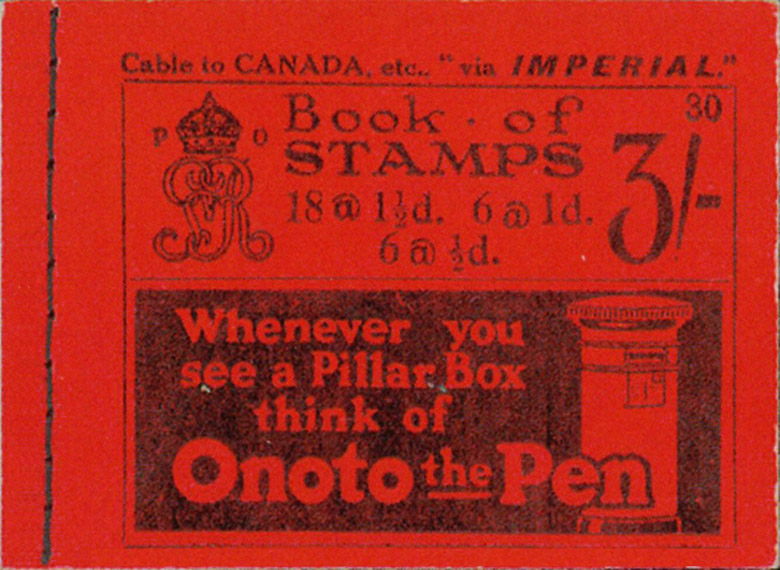 Cable to CANADA, etc., "via IMPERIAL."
30
P GR O
Book · of
STAMPS
3/-
18 @ 1½d. 6 @ 1d.
6 @ ½d.
Whenever you
see a Pillar Box
think of
Onoto the Pen